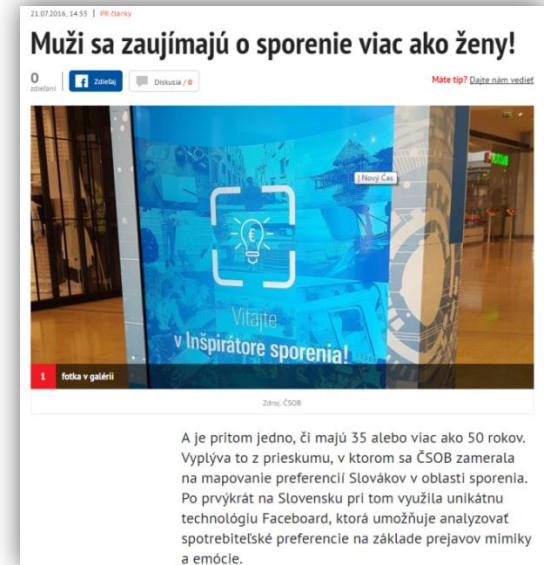 21.07.2016, 14:55 | PR články
Muži sa zaujímajú o sporenie viac ako ženy!
0
zdieľaní
Zdieľaj
Diskusia / 0
Máte tip? Dajte nám vedieť
| Nový Čas
€
Vitajte
v Inšpirátore sporenia!
1 fotka v galérii
Zdroj: ČSOB
A je pritom jedno, či majú 35 alebo viac ako 50 rokov.
Vyplýva to z prieskumu, v ktorom sa ČSOB zamerala
na mapovanie preferencií Slovákov v oblasti sporenia.
Po prvýkrát na Slovensku pri tom využila unikátnu
technológiu Faceboard, ktorá umožňuje analyzovať
spotrebiteľské preferencie na základe prejavov mimiky
a emócie.